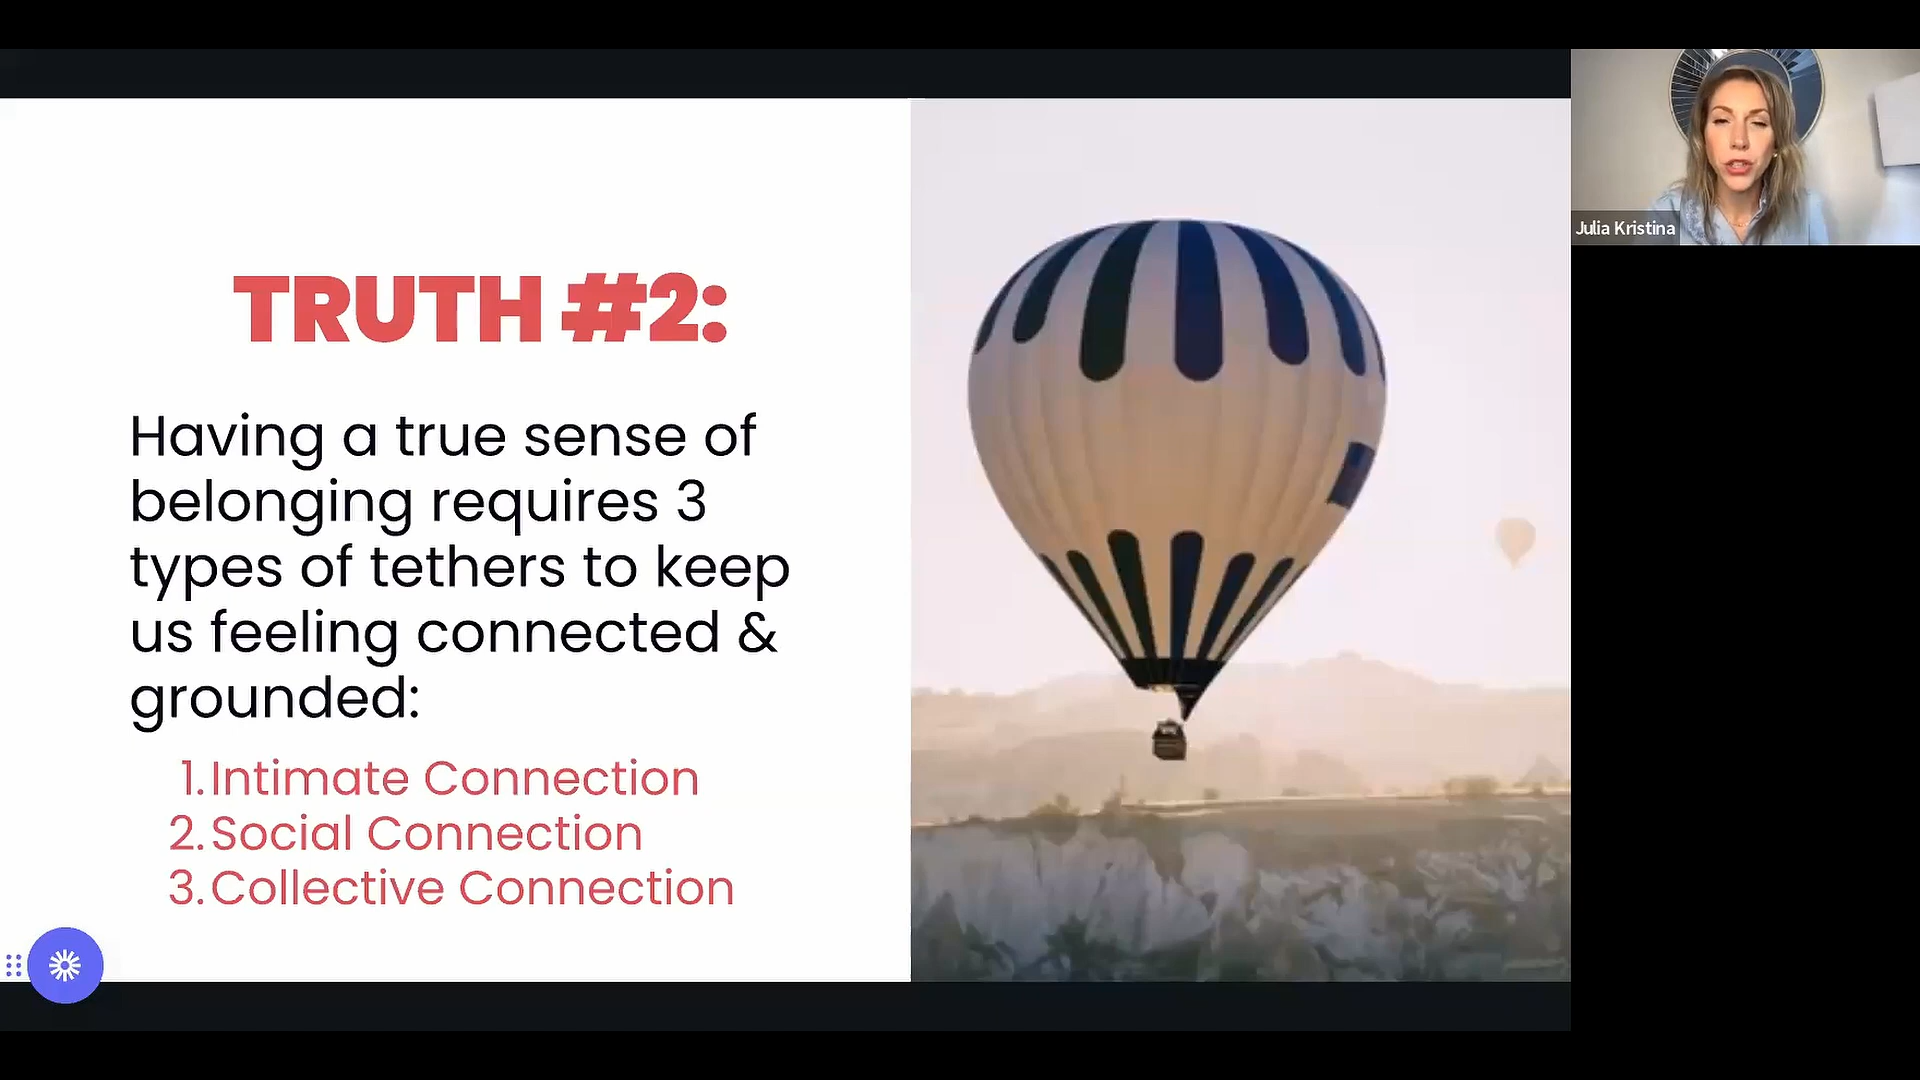 TRUTH #2:
Having a true sense of
belonging requires 3
types of tethers to keep
us feeling connected &
grounded:
1. Intimate Connection
2. Social Connection
3. Collective Connection
Julia Kristina